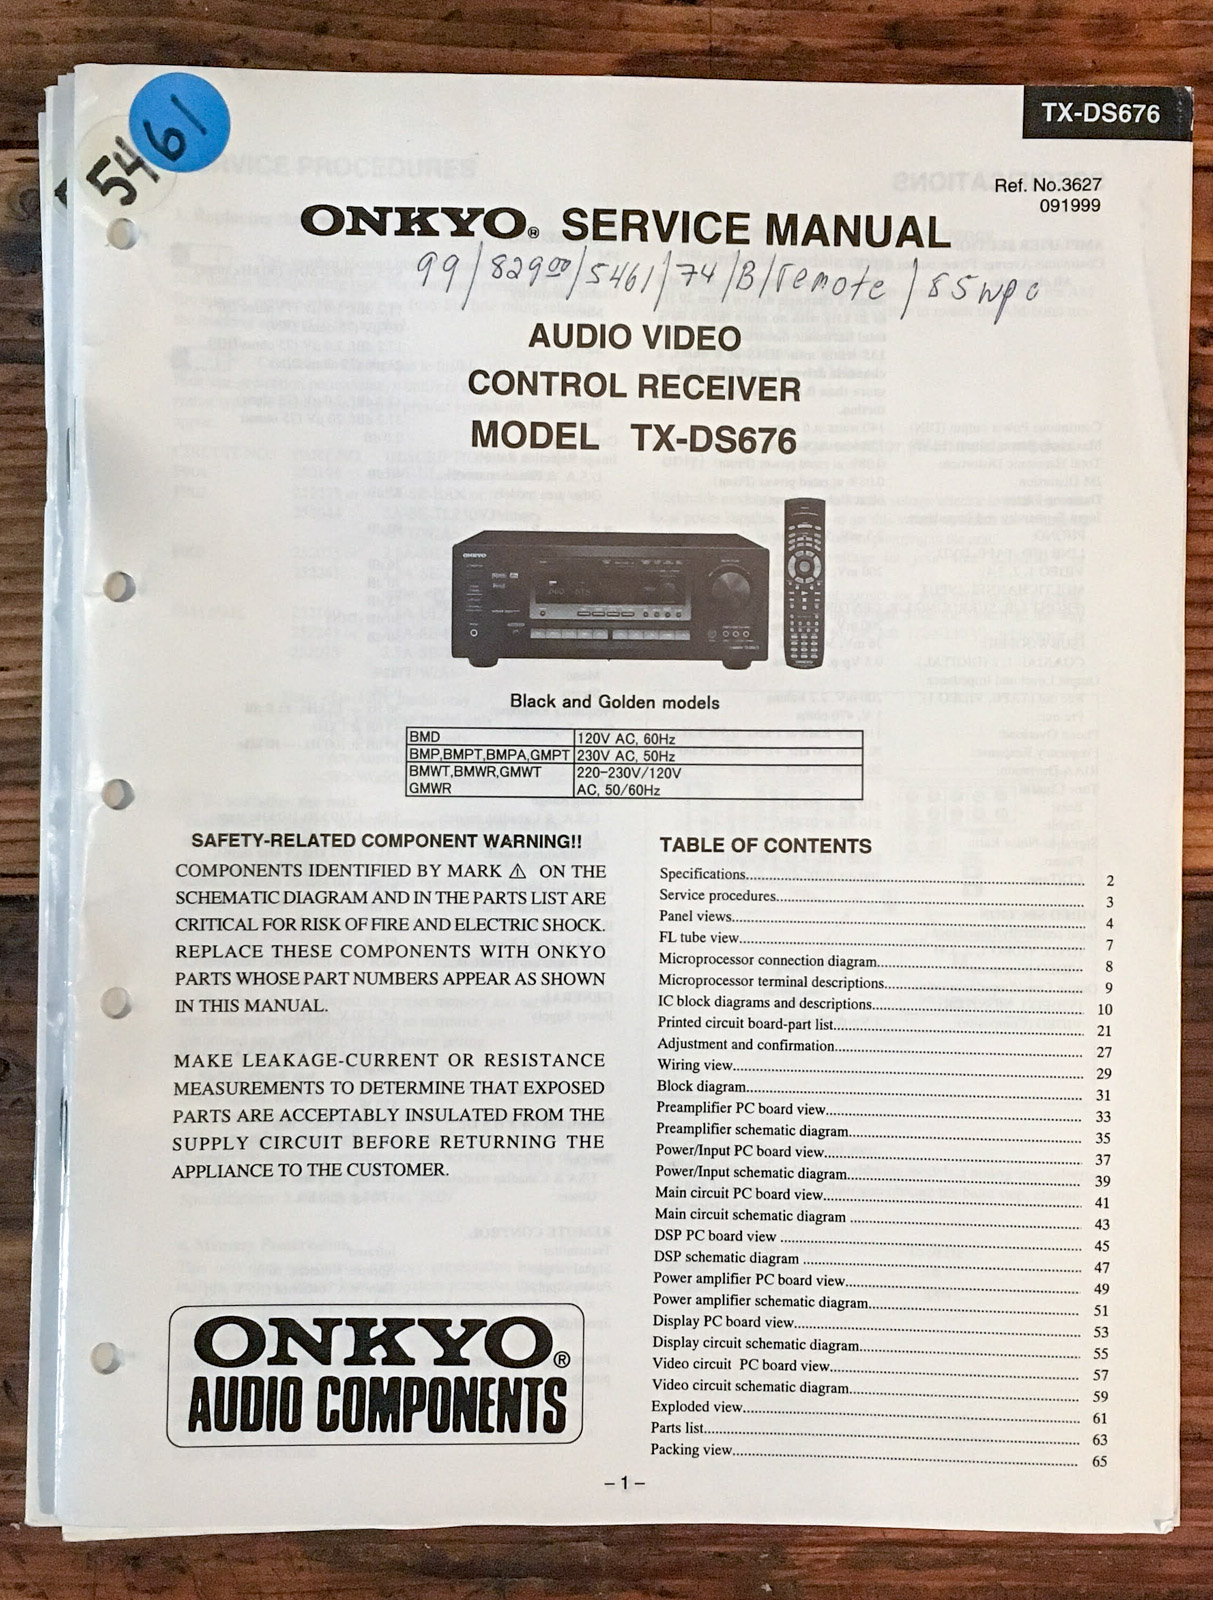 5461
TX-DS676
Ref. No.3627
091999
ONKYO® SERVICE MANUAL
99/829⁰⁰/5461/74/B/remote/85wpc
AUDIO VIDEO
CONTROL RECEIVER
MODEL TX-DS676
ONKYO
Black and Golden models
BMD 120V AC, 60Hz
BMP,BMPT,BMPA,GMPT 230V AC, 50Hz
BMWT,BMWR,GMWT 220-230V/120V
GMWR AC, 50/60Hz
SAFETY-RELATED COMPONENT WARNING!!
COMPONENTS IDENTIFIED BY MARK ⚠ ON THE
SCHEMATIC DIAGRAM AND IN THE PARTS LIST ARE
CRITICAL FOR RISK OF FIRE AND ELECTRIC SHOCK.
REPLACE THESE COMPONENTS WITH ONKYO
PARTS WHOSE PART NUMBERS APPEAR AS SHOWN
IN THIS MANUAL.
MAKE LEAKAGE-CURRENT OR RESISTANCE
MEASUREMENTS TO DETERMINE THAT EXPOSED
PARTS ARE ACCEPTABLY INSULATED FROM THE
SUPPLY CIRCUIT BEFORE RETURNING THE
APPLIANCE TO THE CUSTOMER.
ONKYO®
AUDIO COMPONENTS
TABLE OF CONTENTS
Specifications 2
Service procedures 3
Panel views 4
FL tube view 7
Microprocessor connection diagram 8
Microprocessor terminal descriptions 9
IC block diagrams and descriptions 10
Printed circuit board-part list 21
Adjustment and confirmation 27
Wiring view 29
Block diagram 31
Preamplifier PC board view 33
Preamplifier schematic diagram 35
Power/Input PC board view 37
Power/Input schematic diagram 39
Main circuit PC board view 41
Main circuit schematic diagram 43
DSP PC board view 45
DSP schematic diagram 47
Power amplifier PC board view 49
Power amplifier schematic diagram 51
Display PC board view 53
Display circuit schematic diagram 55
Video circuit PC board view 57
Video circuit schematic diagram 59
Exploded view 61
Parts list 63
Packing view 65
– 1 –